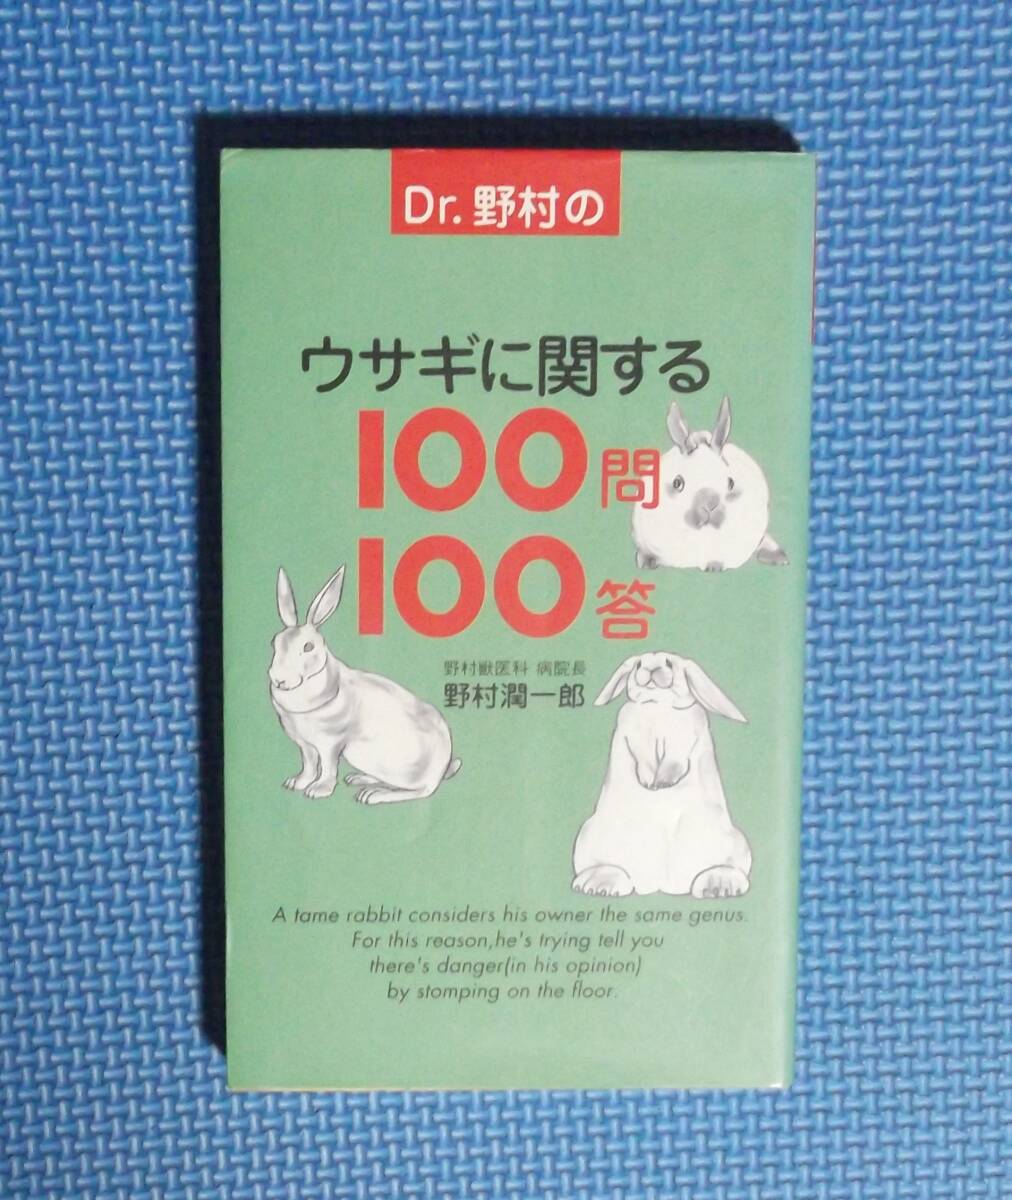 Dr. 野村の
ウサギに関する
100問
100答
野村獣医科 病院長
野村潤一郎
A tame rabbit considers his owner the same genus.
For this reason,he's trying tell you
there's danger(in his opinion)
by stomping on the floor.